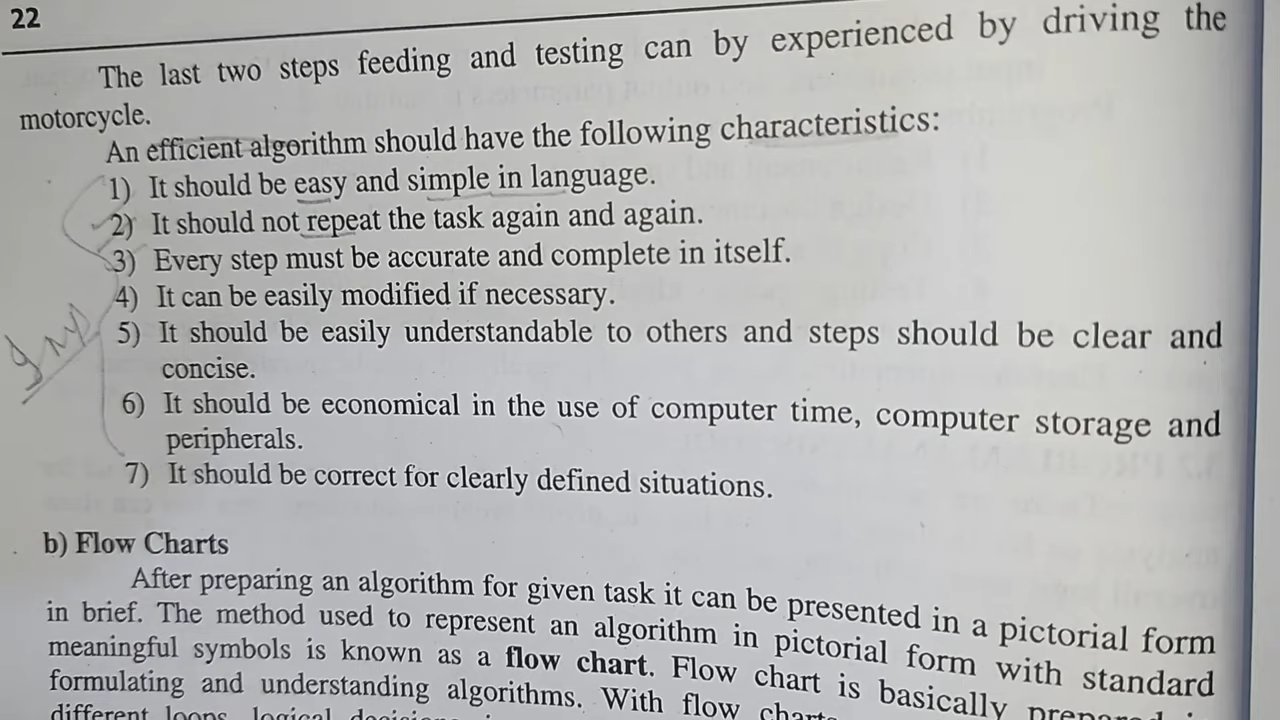 22
The last two steps feeding and testing can by experienced by driving the
motorcycle.
An efficient algorithm should have the following characteristics:
1) It should be easy and simple in language.
2) It should not repeat the task again and again.
3) Every step must be accurate and complete in itself.
4) It can be easily modified if necessary.
5) It should be easily understandable to others and steps should be clear and
concise.
6) It should be economical in the use of computer time, computer storage and
peripherals.
7) It should be correct for clearly defined situations.
Imp
b) Flow Charts
After preparing an algorithm for given task it can be presented in a pictorial form
in brief. The method used to represent an algorithm in pictorial form with standard
meaningful symbols is known as a flow chart. Flow chart is basically
formulating and understanding algorithms. With flow
different loops, logical